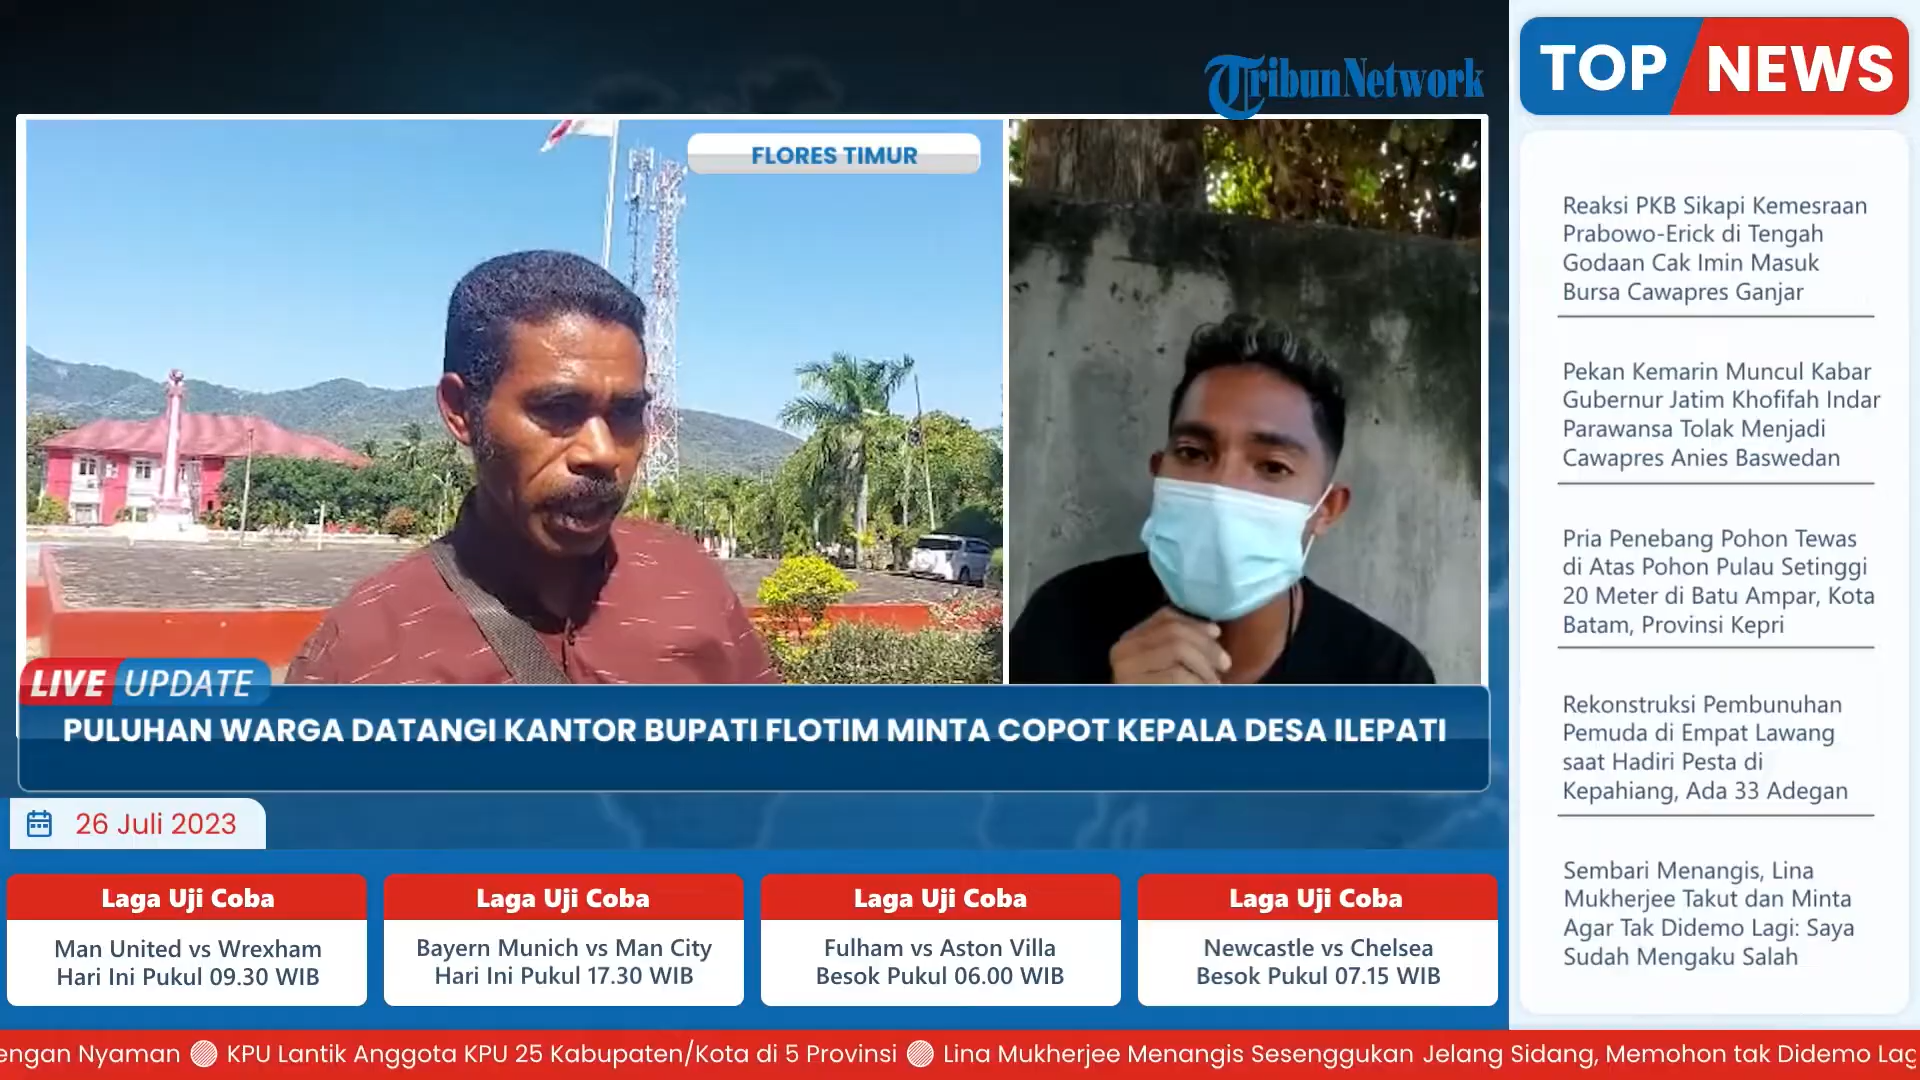 TribunNetwork
TOP NEWS
FLORES TIMUR
LIVE UPDATE
PULUHAN WARGA DATANGI KANTOR BUPATI FLOTIM MINTA COPOT KEPALA DESA ILEPATI
26 Juli 2023
Laga Uji Coba
Man United vs Wrexham
Hari Ini Pukul 09.30 WIB
Laga Uji Coba
Bayern Munich vs Man City
Hari Ini Pukul 17.30 WIB
Laga Uji Coba
Fulham vs Aston Villa
Besok Pukul 06.00 WIB
Laga Uji Coba
Newcastle vs Chelsea
Besok Pukul 07.15 WIB
Reaksi PKB Sikapi Kemesraan
Prabowo-Erick di Tengah
Godaan Cak Imin Masuk
Bursa Cawapres Ganjar
Pekan Kemarin Muncul Kabar
Gubernur Jatim Khofifah Indar
Parawansa Tolak Menjadi
Cawapres Anies Baswedan
Pria Penebang Pohon Tewas
di Atas Pohon Pulau Setinggi
20 Meter di Batu Ampar, Kota
Batam, Provinsi Kepri
Rekonstruksi Pembunuhan
Pemuda di Empat Lawang
saat Hadiri Pesta di
Kepahiang, Ada 33 Adegan
Sembari Menangis, Lina
Mukherjee Takut dan Minta
Agar Tak Didemo Lagi: Saya
Sudah Mengaku Salah
engan Nyaman KPU Lantik Anggota KPU 25 Kabupaten/Kota di 5 Provinsi Lina Mukherjee Menangis Sesenggukan Jelang Sidang, Memohon tak Didemo Lag